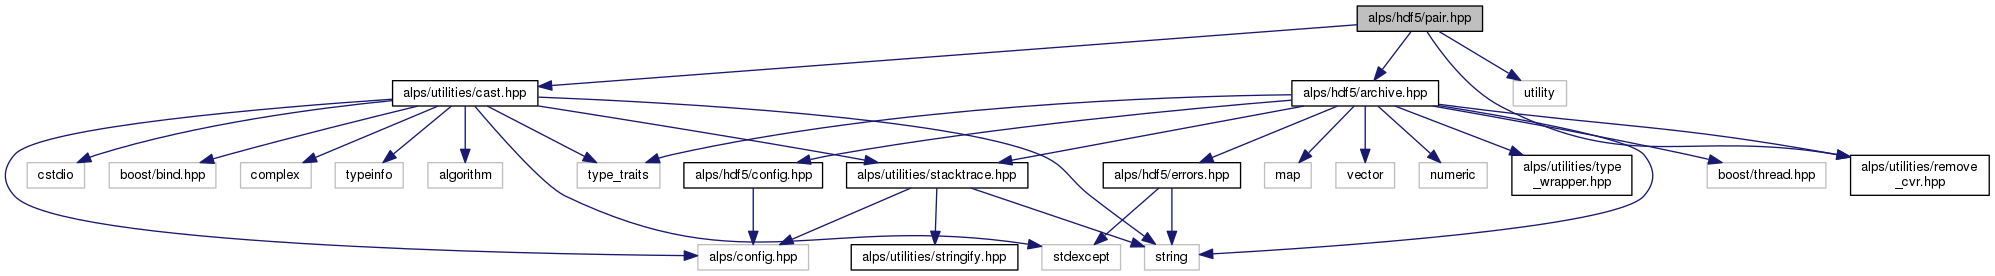 alps/hdf5/pair.hpp
alps/utilities/cast.hpp
alps/hdf5/archive.hpp
utility
cstdio
boost/bind.hpp
complex
typeinfo
algorithm
type_traits
alps/hdf5/config.hpp
alps/utilities/stacktrace.hpp
alps/hdf5/errors.hpp
map
vector
numeric
alps/utilities/type
_wrapper.hpp
boost/thread.hpp
alps/utilities/remove
_cvr.hpp
alps/config.hpp
alps/utilities/stringify.hpp
stdexcept
string